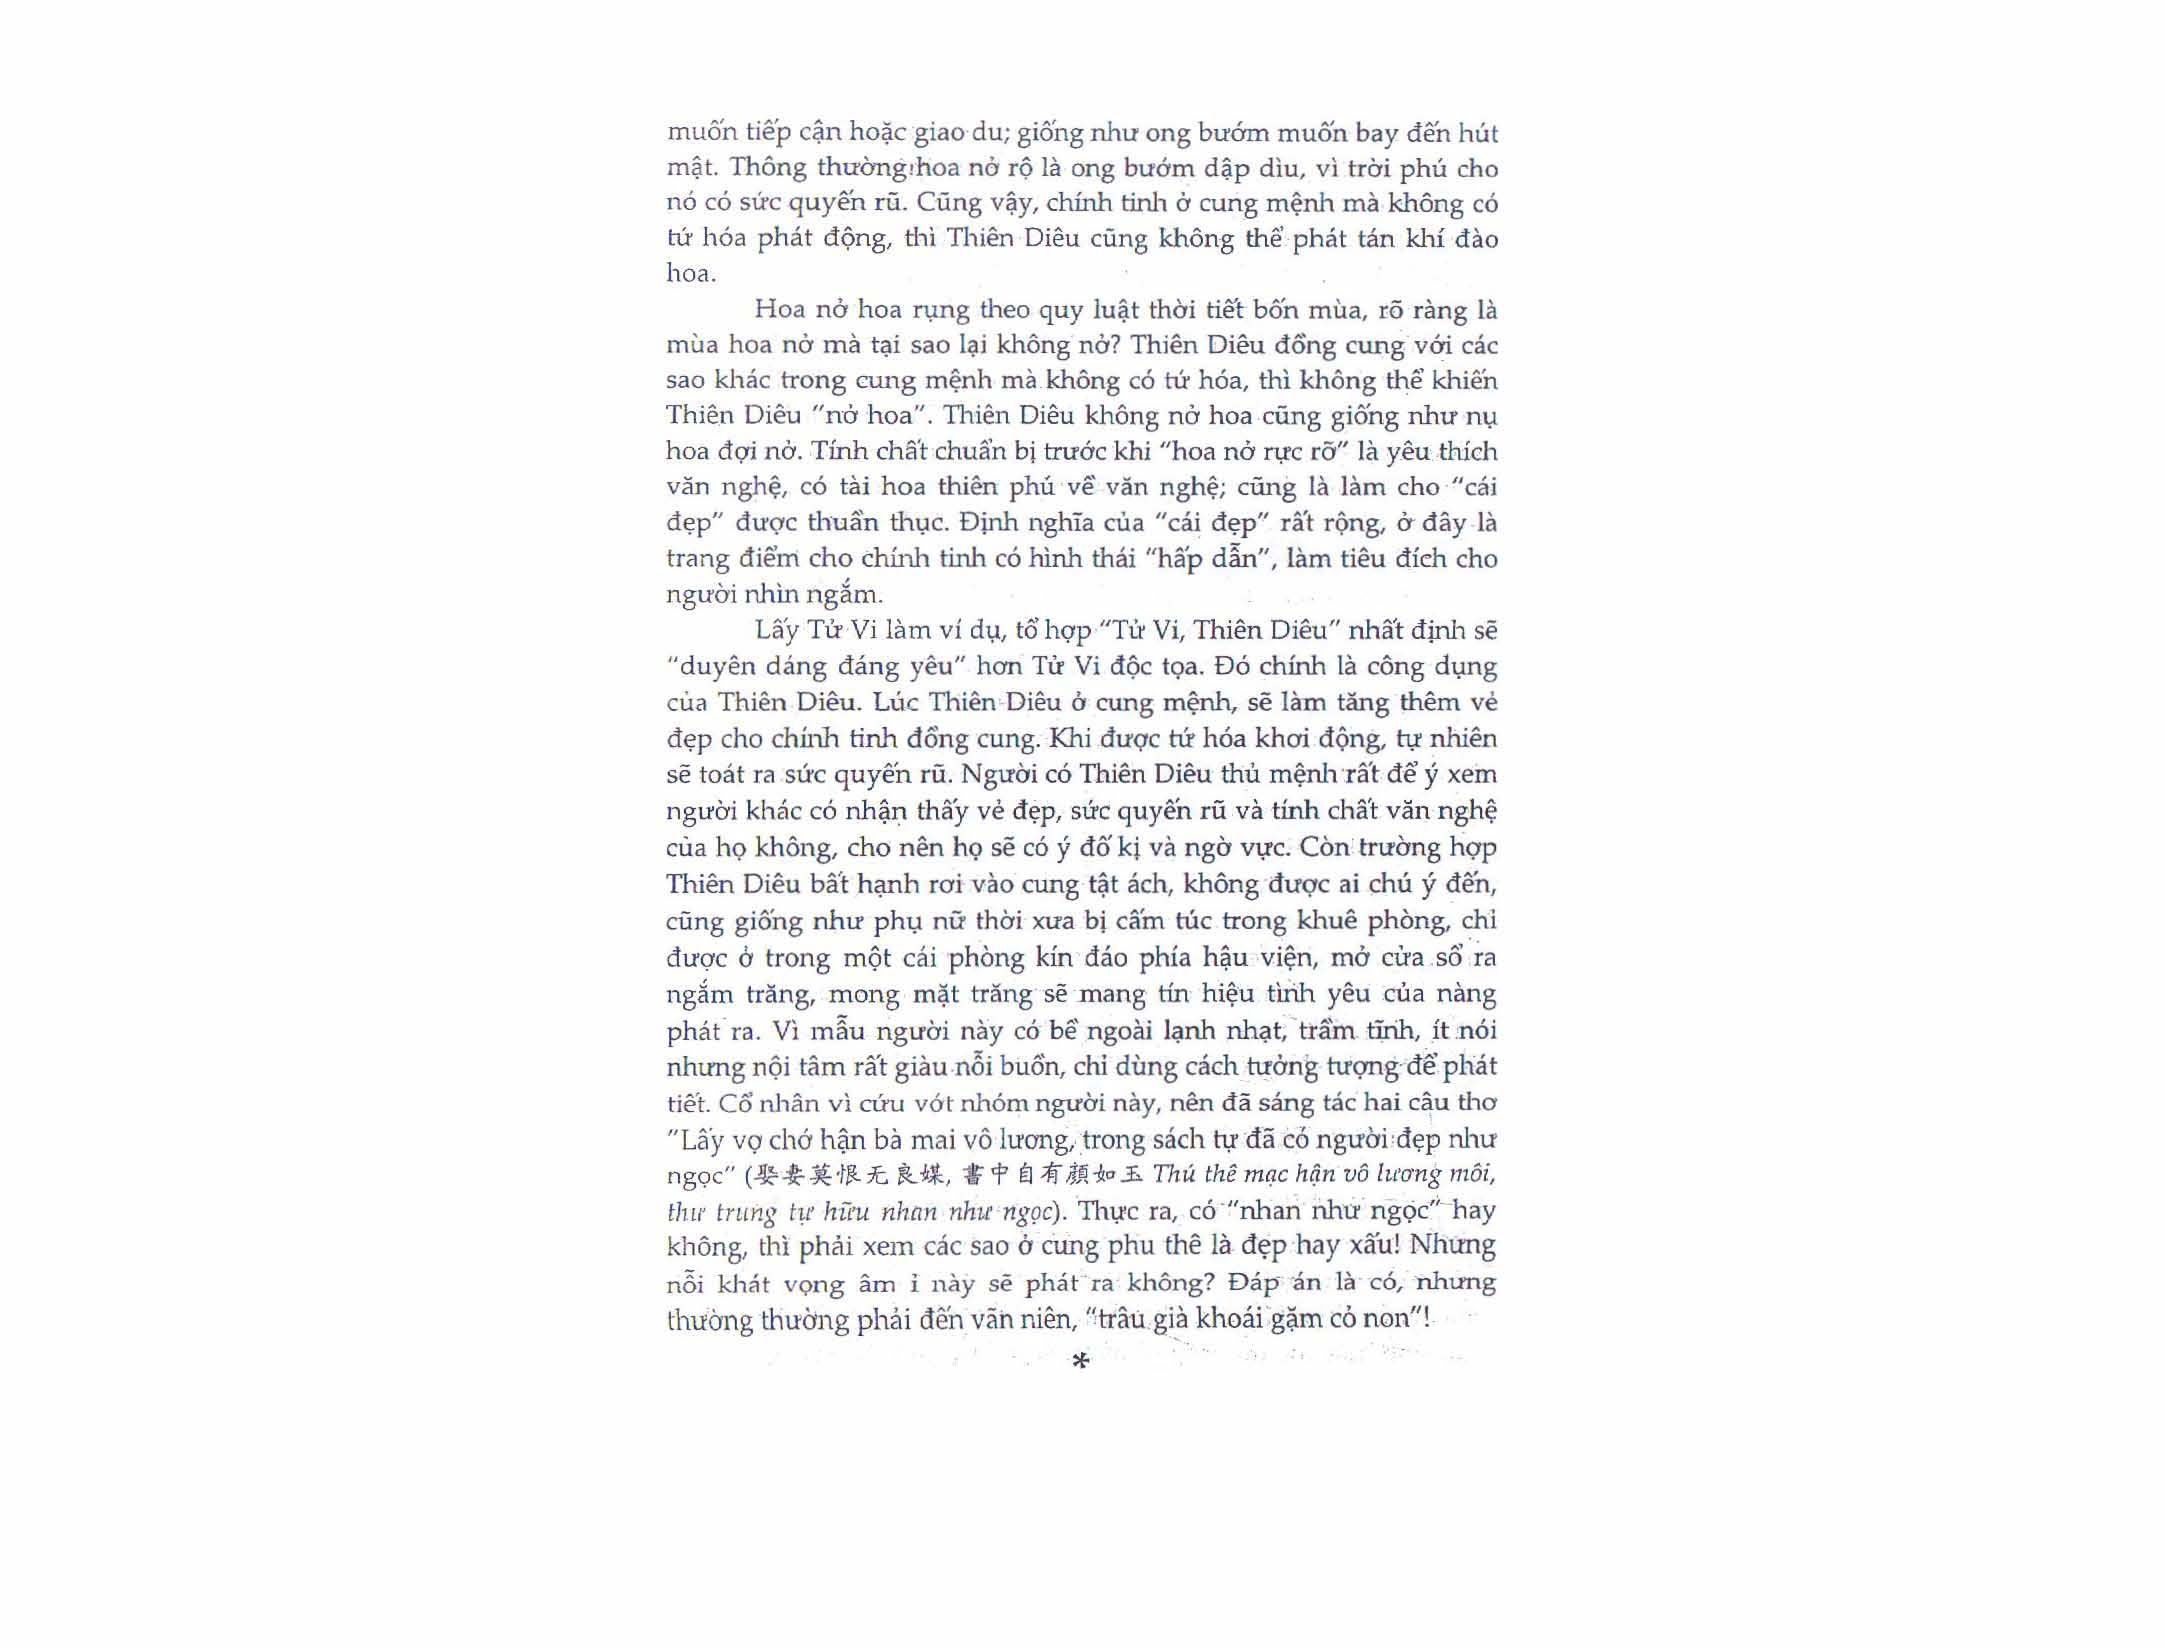 muốn tiếp cận hoặc giao du; giống như ong bướm muốn bay đến hút
mật. Thông thường hoa nở rộ là ong bướm dập dìu, vì trời phú cho
nó có sức quyến rũ. Cũng vậy, chính tinh ở cung mệnh mà không có
tứ hóa phát động, thì Thiên Diêu cũng không thể phát tán khí đào
hoa.
Hoa nở hoa rụng theo quy luật thời tiết bốn mùa, rõ ràng là
mùa hoa nở mà tại sao lại không nở? Thiên Diêu đồng cung với các
sao khác trong cung mệnh mà không có tứ hóa, thì không thể khiến
Thiên Diêu "nở hoa". Thiên Diêu không nở hoa cũng giống như nụ
hoa đợi nở. Tính chất chuẩn bị trước khi "hoa nở rực rỡ" là yêu thích
văn nghệ, có tài hoa thiên phú về văn nghệ; cũng là làm cho "cái
đẹp" được thuần thục. Định nghĩa của "cái đẹp" rất rộng, ở đây là
trang điểm cho chính tinh có hình thái "hấp dẫn", làm tiêu đích cho
người nhìn ngắm.
Lấy Tử Vi làm ví dụ, tổ hợp "Tử Vi, Thiên Diêu" nhất định sẽ
"duyên dáng đáng yêu" hơn Tử Vi độc tọa. Đó chính là công dụng
của Thiên Diêu. Lúc Thiên Diêu ở cung mệnh, sẽ làm tăng thêm vẻ
đẹp cho chính tinh đồng cung. Khi được tứ hóa khơi động, tự nhiên
sẽ toát ra sức quyến rũ. Người có Thiên Diêu thủ mệnh rất để ý xem
người khác có nhận thấy vẻ đẹp, sức quyến rũ và tính chất văn nghệ
của họ không, cho nên họ sẽ có ý đố kị và ngờ vực. Còn trường hợp
Thiên Diêu bất hạnh rơi vào cung tật ách, không được ai chú ý đến,
cũng giống như phụ nữ thời xưa bị cấm túc trong khuê phòng, chỉ
được ở trong một cái phòng kín đáo phía hậu viện, mở cửa sổ ra
ngắm trăng, mong mặt trăng sẽ mang tín hiệu tình yêu của nàng
phát ra. Vì mẫu người này có bề ngoài lạnh nhạt, trầm tĩnh, ít nói
nhưng nội tâm rất giàu nỗi buồn, chỉ dùng cách tưởng tượng để phát
tiết. Cổ nhân vì cứu vớt nhóm người này, nên đã sáng tác hai câu thơ
"Lấy vợ chớ hận bà mai vô lương, trong sách tự đã có người đẹp như
ngọc" (娶妻莫恨无良媒, 書中自有顔如玉 Thú thê mạc hận vô lương môi,
thư trung tự hữu nhan như ngọc). Thực ra, có "nhan như ngọc" hay
không, thì phải xem các sao ở cung phu thê là đẹp hay xấu! Nhưng
nỗi khát vọng âm ỉ này sẽ phát ra không? Đáp án là có, nhưng
thường thường phải đến vãn niên, "trâu già khoái gặm cỏ non"!
*